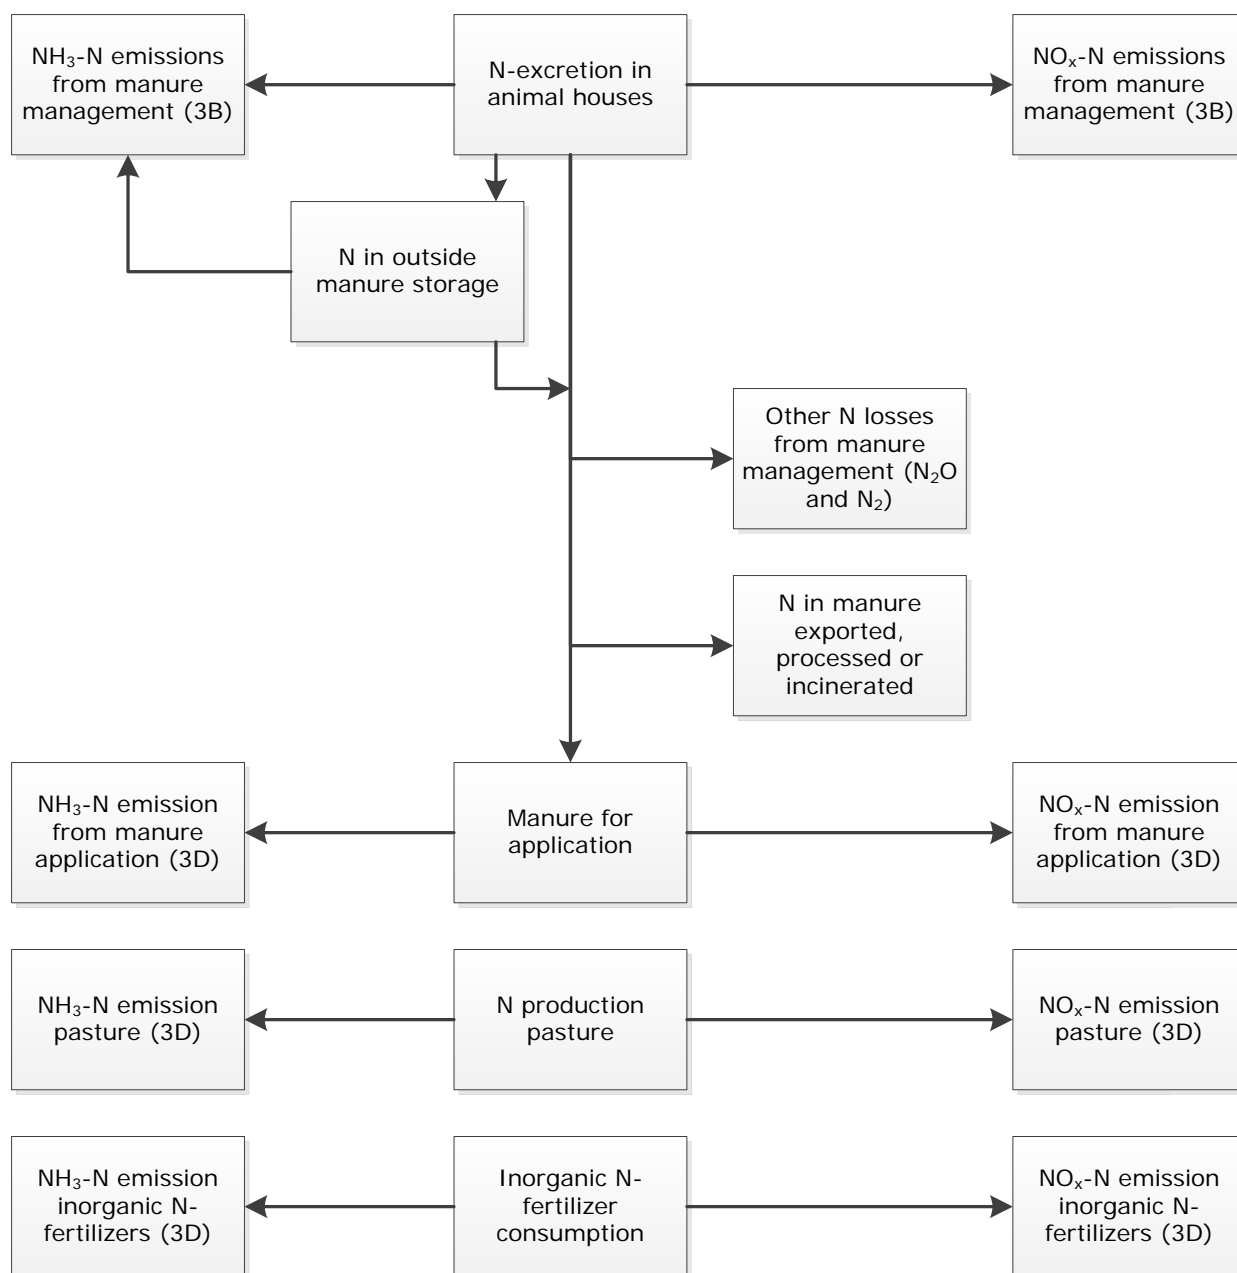 NH₃-N emissions
from manure
management (3B)
N-excretion in
animal houses
NOₓ-N emissions
from manure
management (3B)
N in outside
manure storage
Other N losses
from manure
management (N₂O
and N₂)
N in manure
exported,
processed or
incinerated
NH₃-N emission
from manure
application (3D)
Manure for
application
NOₓ-N emission
from manure
application (3D)
NH₃-N emission
pasture (3D)
N production
pasture
NOₓ-N emission
pasture (3D)
NH₃-N emission
inorganic N-
fertilizers (3D)
Inorganic N-
fertilizer
consumption
NOₓ-N emission
inorganic N-
fertilizers (3D)